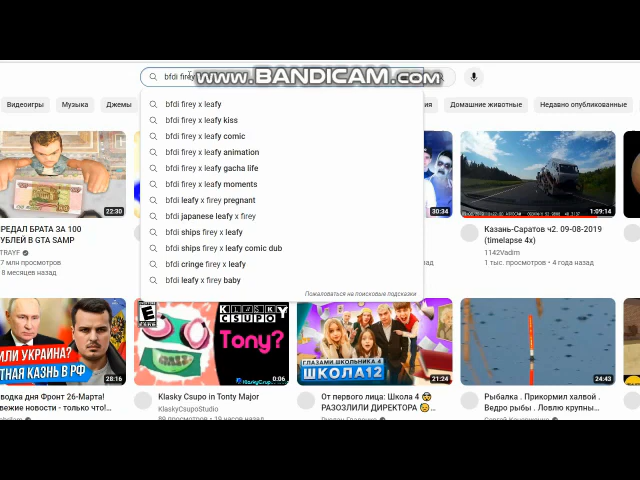 bfdi firey
www.BANDICAM.com
Видеоигры
Музыка
Джемы
Домашние животные
Недавно опубликованные
bfdi firey x leafy
bfdi firey x leafy kiss
bfdi firey x leafy comic
bfdi firey x leafy animation
bfdi firey x leafy gacha life
bfdi firey x leafy moments
bfdi leafy x firey pregnant
bfdi japanese leafy x firey
bfdi ships firey x leafy
bfdi ships firey x leafy comic dub
bfdi cringe firey x leafy
bfdi leafy x firey baby
Пожаловаться на поисковые подсказки
22:30
30:34
1:09:14
РЕДАЛ БРАТА ЗА 100
УБЛЕЙ В GTA SAMP
TRAYF
7 млн просмотров
8 месяцев назад
Казань-Саратов ч2. 09-08-2019
(timelapse 4x)
1142Vadim
1 тыс. просмотров • 4 года назад
ИЛИ УКРАИНА?
ТНАЯ КАЗНЬ В РФ
28:16
KLASKY
CSUPO
Tony?
KlaskyCsup
0:06
ГЛАЗАМИ ШКОЛЬНИКА 4
ШКОЛА12
21:24
24:43
водка дня Фронт 26-Марта!
вежие новости - только что!...
Klasky Csupo in Tonty Major
KlaskyCsupoStudio
От первого лица: Школа 4
РАЗОЗЛИЛИ ДИРЕКТОРА
Рыбалка . Прикормил халвой .
Ведро рыбы . Ловлю крупны...